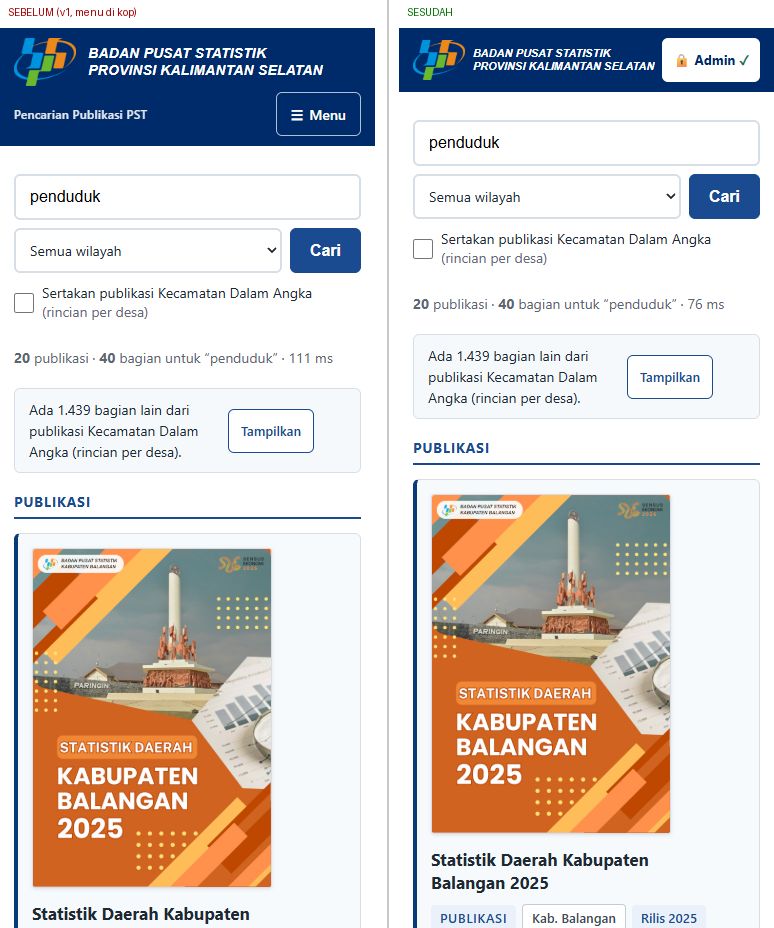 SEBELUM (v1, menu di kop)
BADAN PUSAT STATISTIK
PROVINSI KALIMANTAN SELATAN
Pencarian Publikasi PST
☰ Menu
penduduk
Semua wilayah
Cari
Sertakan publikasi Kecamatan Dalam Angka
(rincian per desa)
20 publikasi · 40 bagian untuk “penduduk” · 111 ms
Ada 1.439 bagian lain dari
publikasi Kecamatan Dalam
Angka (rincian per desa).
Tampilkan
PUBLIKASI
BADAN PUSAT STATISTIK
KABUPATEN BALANGAN
SENSUS
EKONOMI
2026
PARINGIN
STATISTIK DAERAH
KABUPATEN
BALANGAN
2025
Statistik Daerah Kabupaten
SESUDAH
BADAN PUSAT STATISTIK
PROVINSI KALIMANTAN SELATAN
🔒 Admin ✓
penduduk
Semua wilayah
Cari
Sertakan publikasi Kecamatan Dalam Angka
(rincian per desa)
20 publikasi · 40 bagian untuk “penduduk” · 76 ms
Ada 1.439 bagian lain dari
publikasi Kecamatan Dalam
Angka (rincian per desa).
Tampilkan
PUBLIKASI
BADAN PUSAT STATISTIK
KABUPATEN BALANGAN
SENSUS
EKONOMI
2026
PARINGIN
STATISTIK DAERAH
KABUPATEN
BALANGAN
2025
Statistik Daerah Kabupaten
Balangan 2025
PUBLIKASI
Kab. Balangan
Rilis 2025